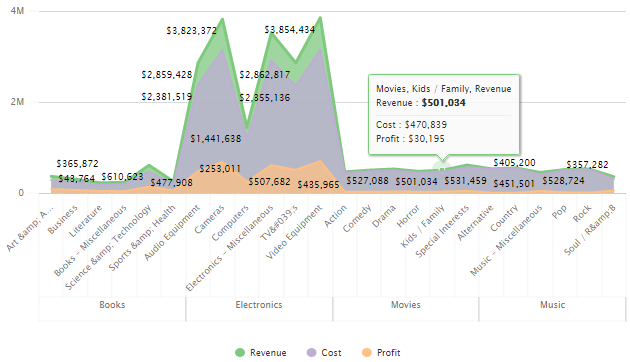 4M
2M
0
$3,823,372
$3,854,434
$2,859,428
$2,862,817
$2,381,519
$2,355,136
$1,441,638
$365,872
$43,764
$610,623
$477,908
$253,011
$507,682
$435,965
$527,088
$501,034
$531,459
$405,200
$451,501
$528,724
$357,282
Movies, Kids / Family, Revenue
Revenue : $501,034
Cost : $470,839
Profit : $30,195
Art &amp; A...
Business
Literature
Books - Miscellaneous
Science &amp; Technology
Sports &amp; Health
Audio Equipment
Cameras
Computers
Electronics - Miscellaneous
TV&#039;s
Video Equipment
Action
Comedy
Drama
Horror
Kids / Family
Special Interests
Alternative
Country
Music - Miscellaneous
Pop
Rock
Soul / R&amp;B
Books
Electronics
Movies
Music
Revenue
Cost
Profit